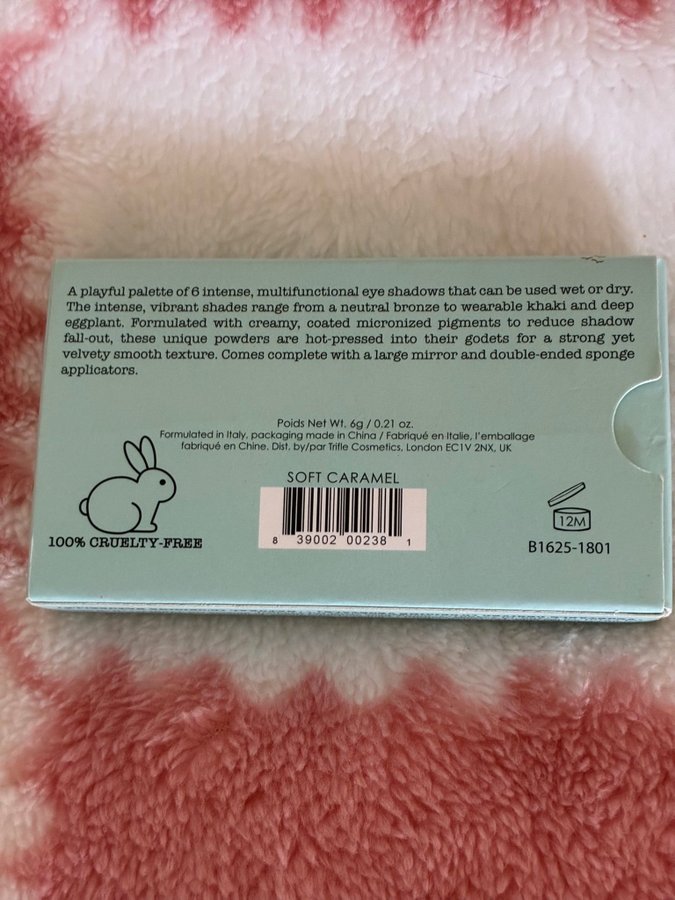 A playful palette of 6 intense, multifunctional eye shadows that can be used wet or dry.
The intense, vibrant shades range from a neutral bronze to wearable khaki and deep
eggplant. Formulated with creamy, coated micronized pigments to reduce shadow
fall-out, these unique powders are hot-pressed into their godets for a strong yet
velvety smooth texture. Comes complete with a large mirror and double-ended sponge
applicators.
Poids Net Wt. 6g / 0.21 oz.
Formulated in Italy, packaging made in China / Fabriqué en Italie, l'emballage
fabriqué en Chine. Dist. by/par Trifle Cosmetics, London EC1V 2NX, UK
SOFT CARAMEL
8 39002 00238 1
100% CRUELTY-FREE
12M
B1625-1801